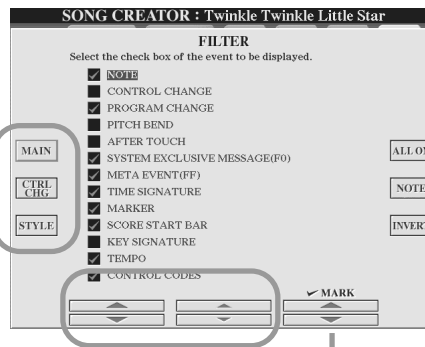 SONG CREATOR : Twinkle Twinkle Little Star
FILTER
Select the check box of the event to be displayed.
NOTE
CONTROL CHANGE
PROGRAM CHANGE
PITCH BEND
AFTER TOUCH
SYSTEM EXCLUSIVE MESSAGE(F0)
META EVENT(FF)
TIME SIGNATURE
MARKER
SCORE START BAR
KEY SIGNATURE
TEMPO
CONTROL CODES
MAIN
CTRL
CHG
STYLE
ALL
NOTE
MARK